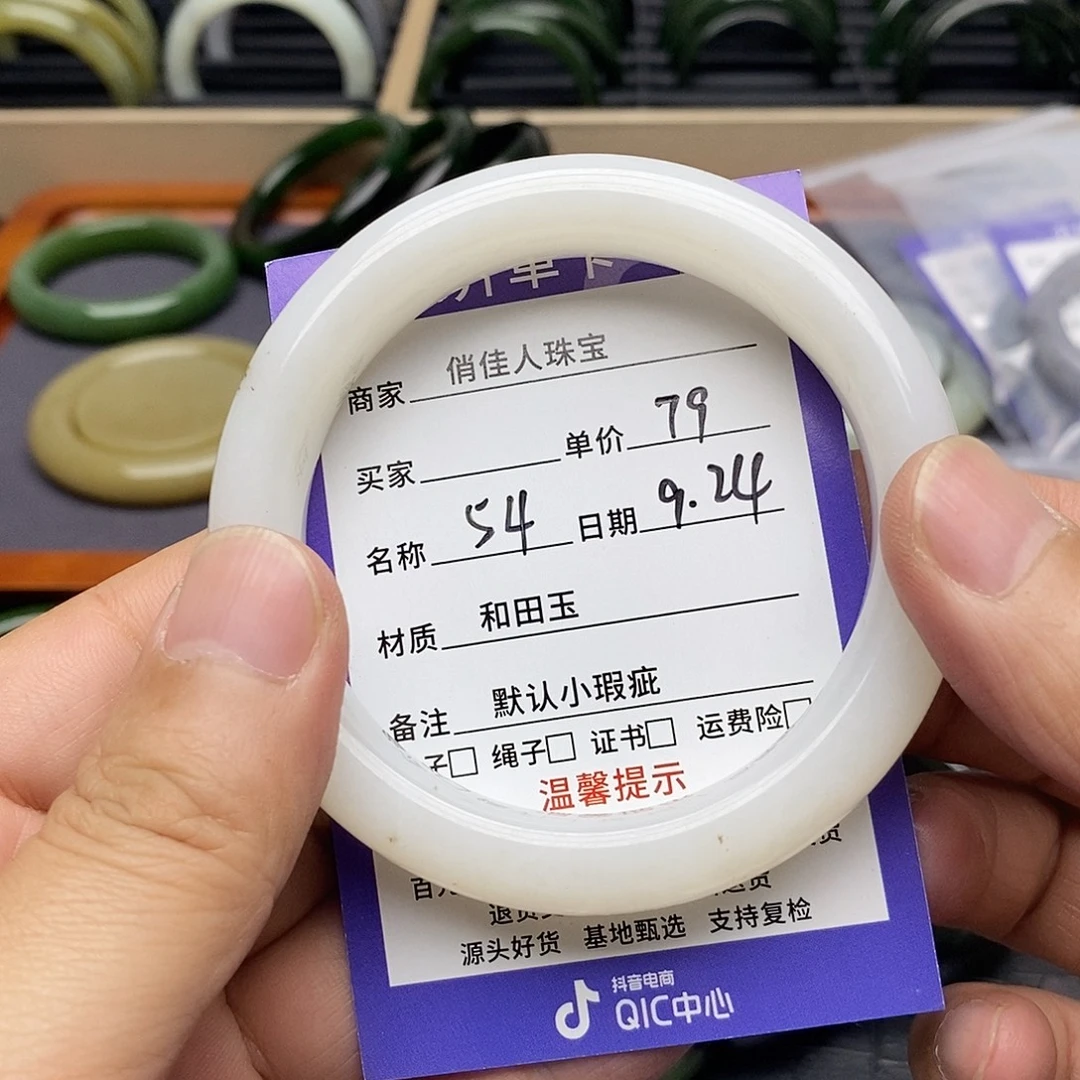 开单卡
商家 俏佳人珠宝
买家 单价 79
名称 54 日期 9.24
材质 和田玉
备注 默认小瑕疵
子□ 绳子□ 证书□ 运费险□
温馨提示
退货
源头好货 基地甄选 支持复检
抖音电商
QIC中心